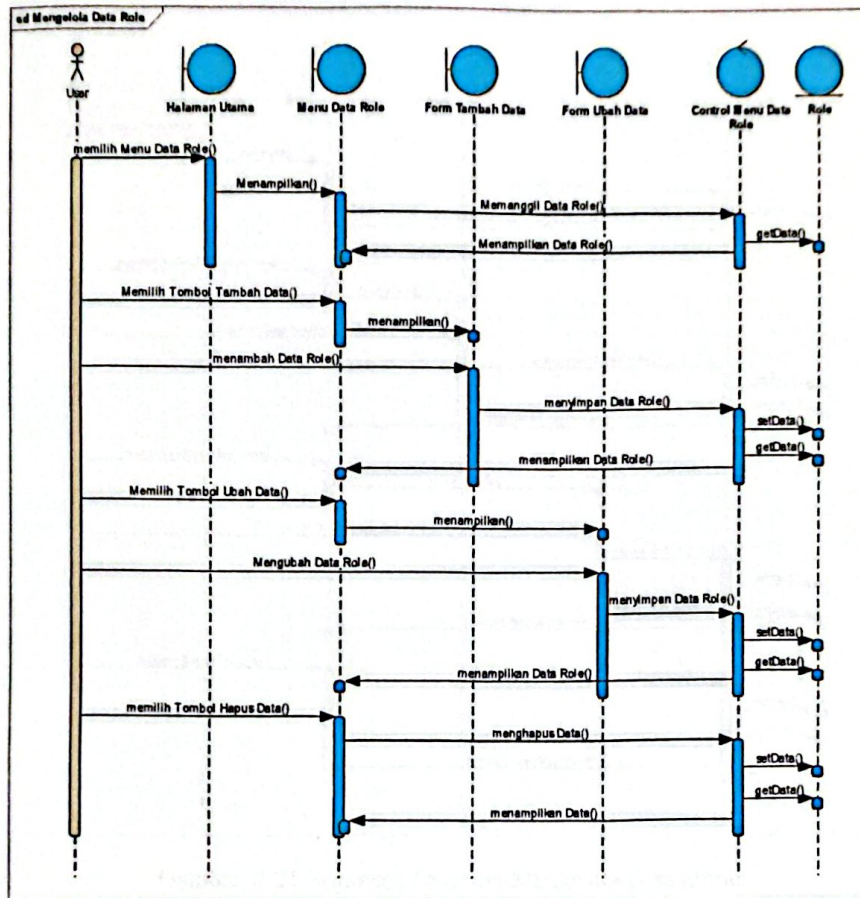 sd Mengelola Data Role
User
Halaman Utama
Menu Data Role
Form Tambah Data
Form Ubah Data
Control Menu Data
Role
Role
memilih Menu Data Role()
Menampilkan()
Memanggil Data Role()
getData()
Menampilkan Data Role()
Memilih Tombol Tambah Data()
menampilkan()
menambah Data Role()
menyimpan Data Role()
setData()
getData()
menampilkan Data Role()
Memilih Tombol Ubah Data()
menampilkan()
Mengubah Data Role()
menyimpan Data Role()
setData()
getData()
menampilkan Data Role()
memilih Tombol Hapus Data()
menghapus Data()
setData()
getData()
menampilkan Data()